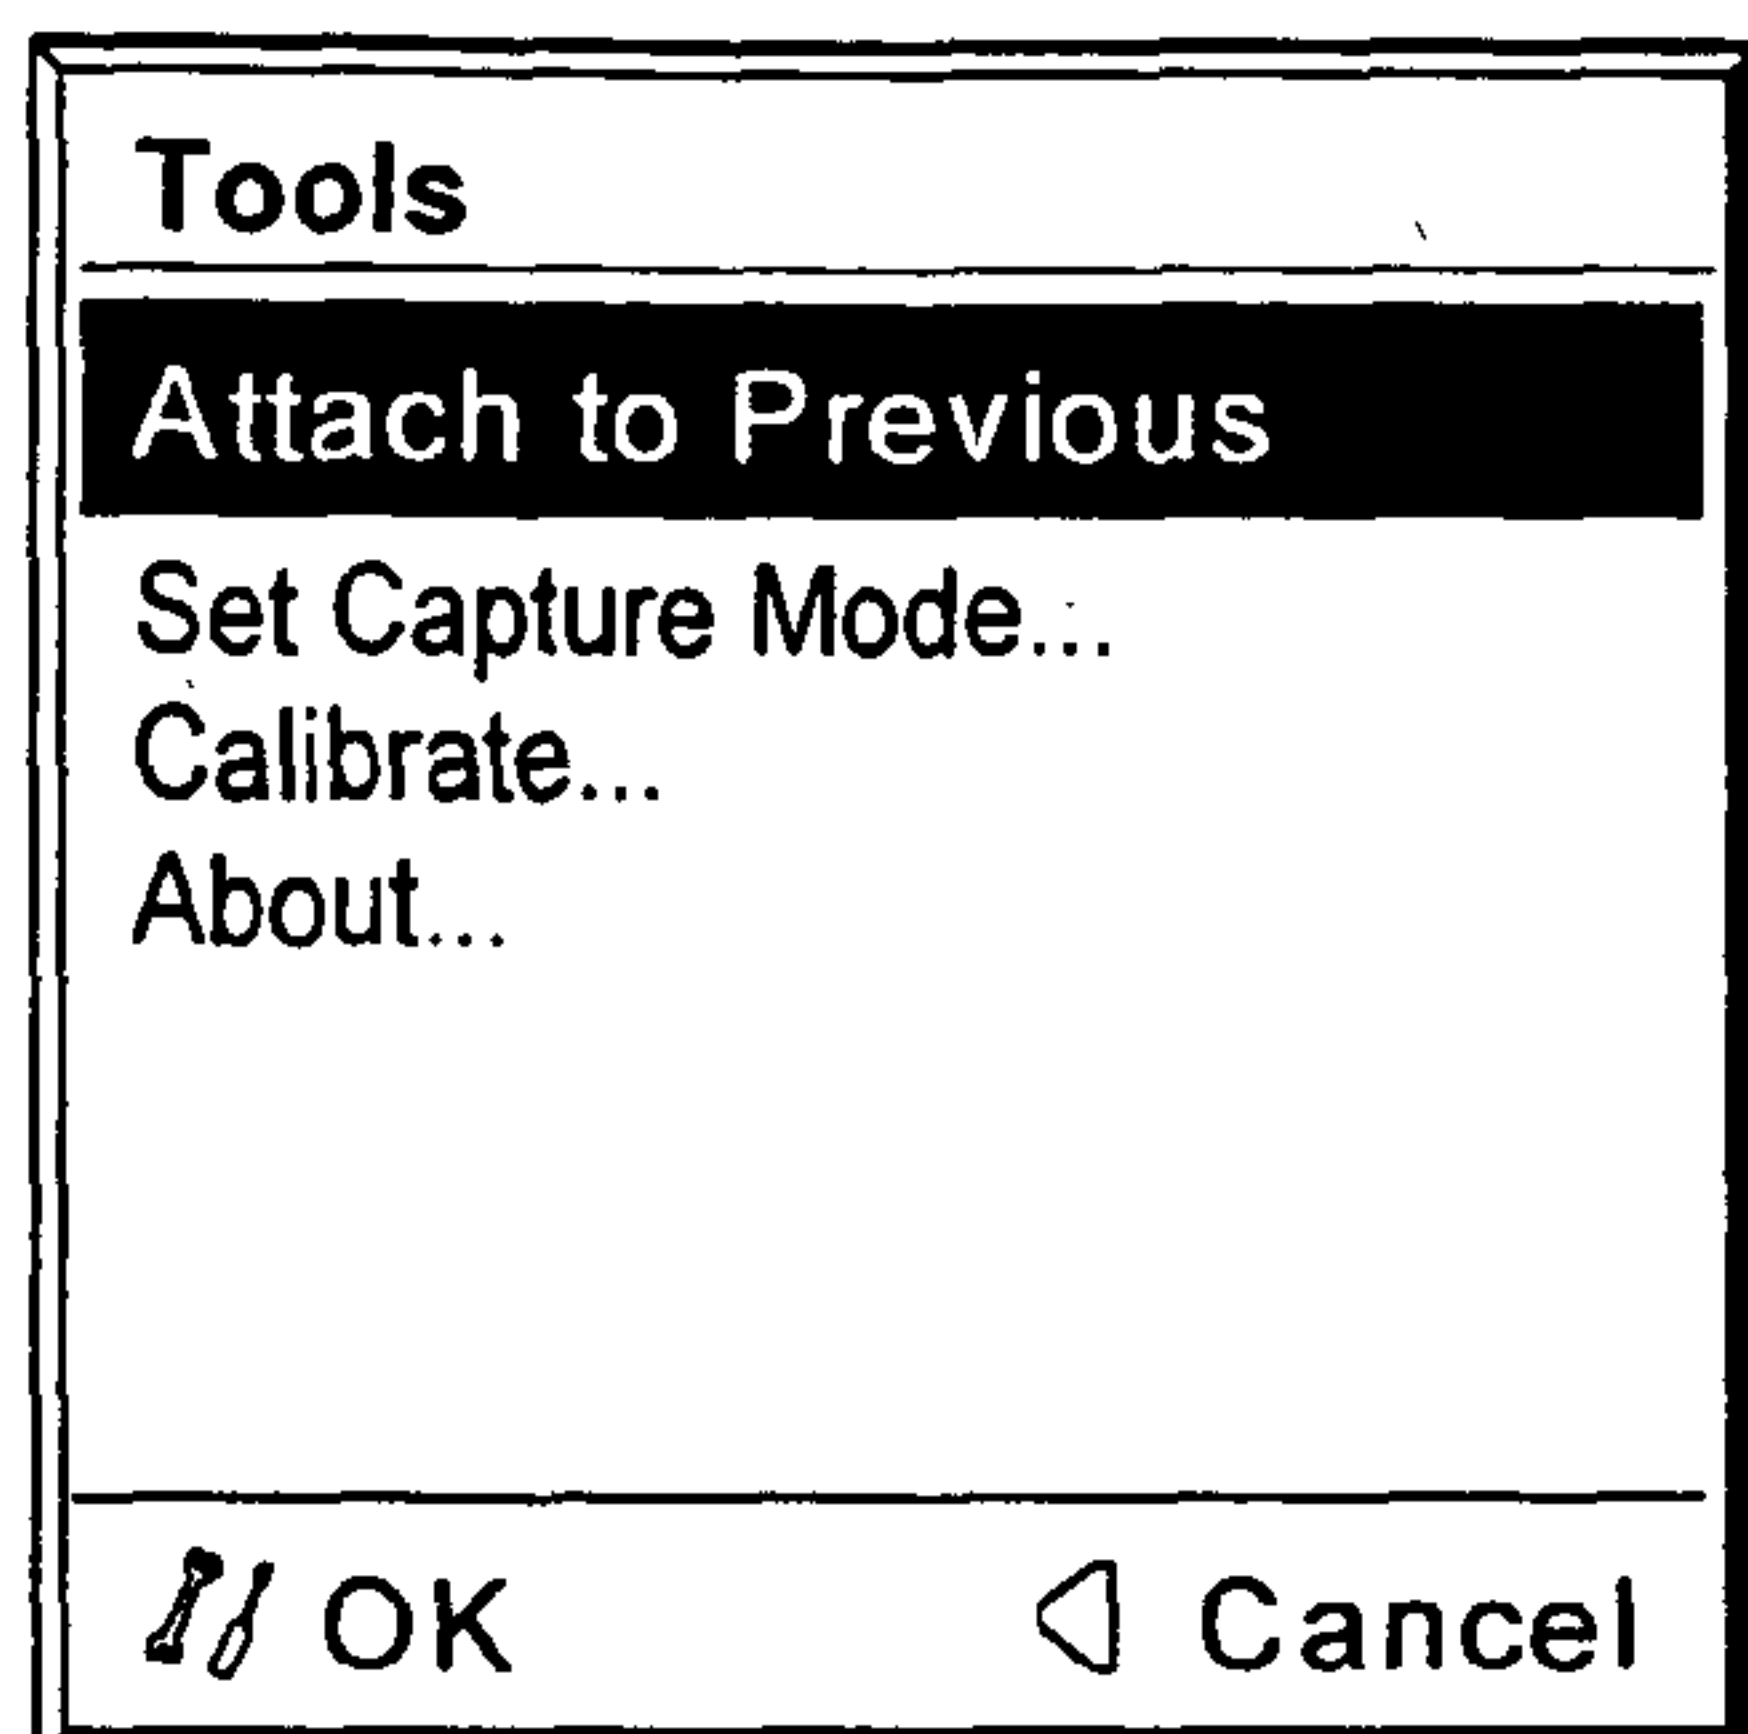 Tools
Attach to Previous
Set Capture Mode...
Calibrate...
About...
OK Cancel